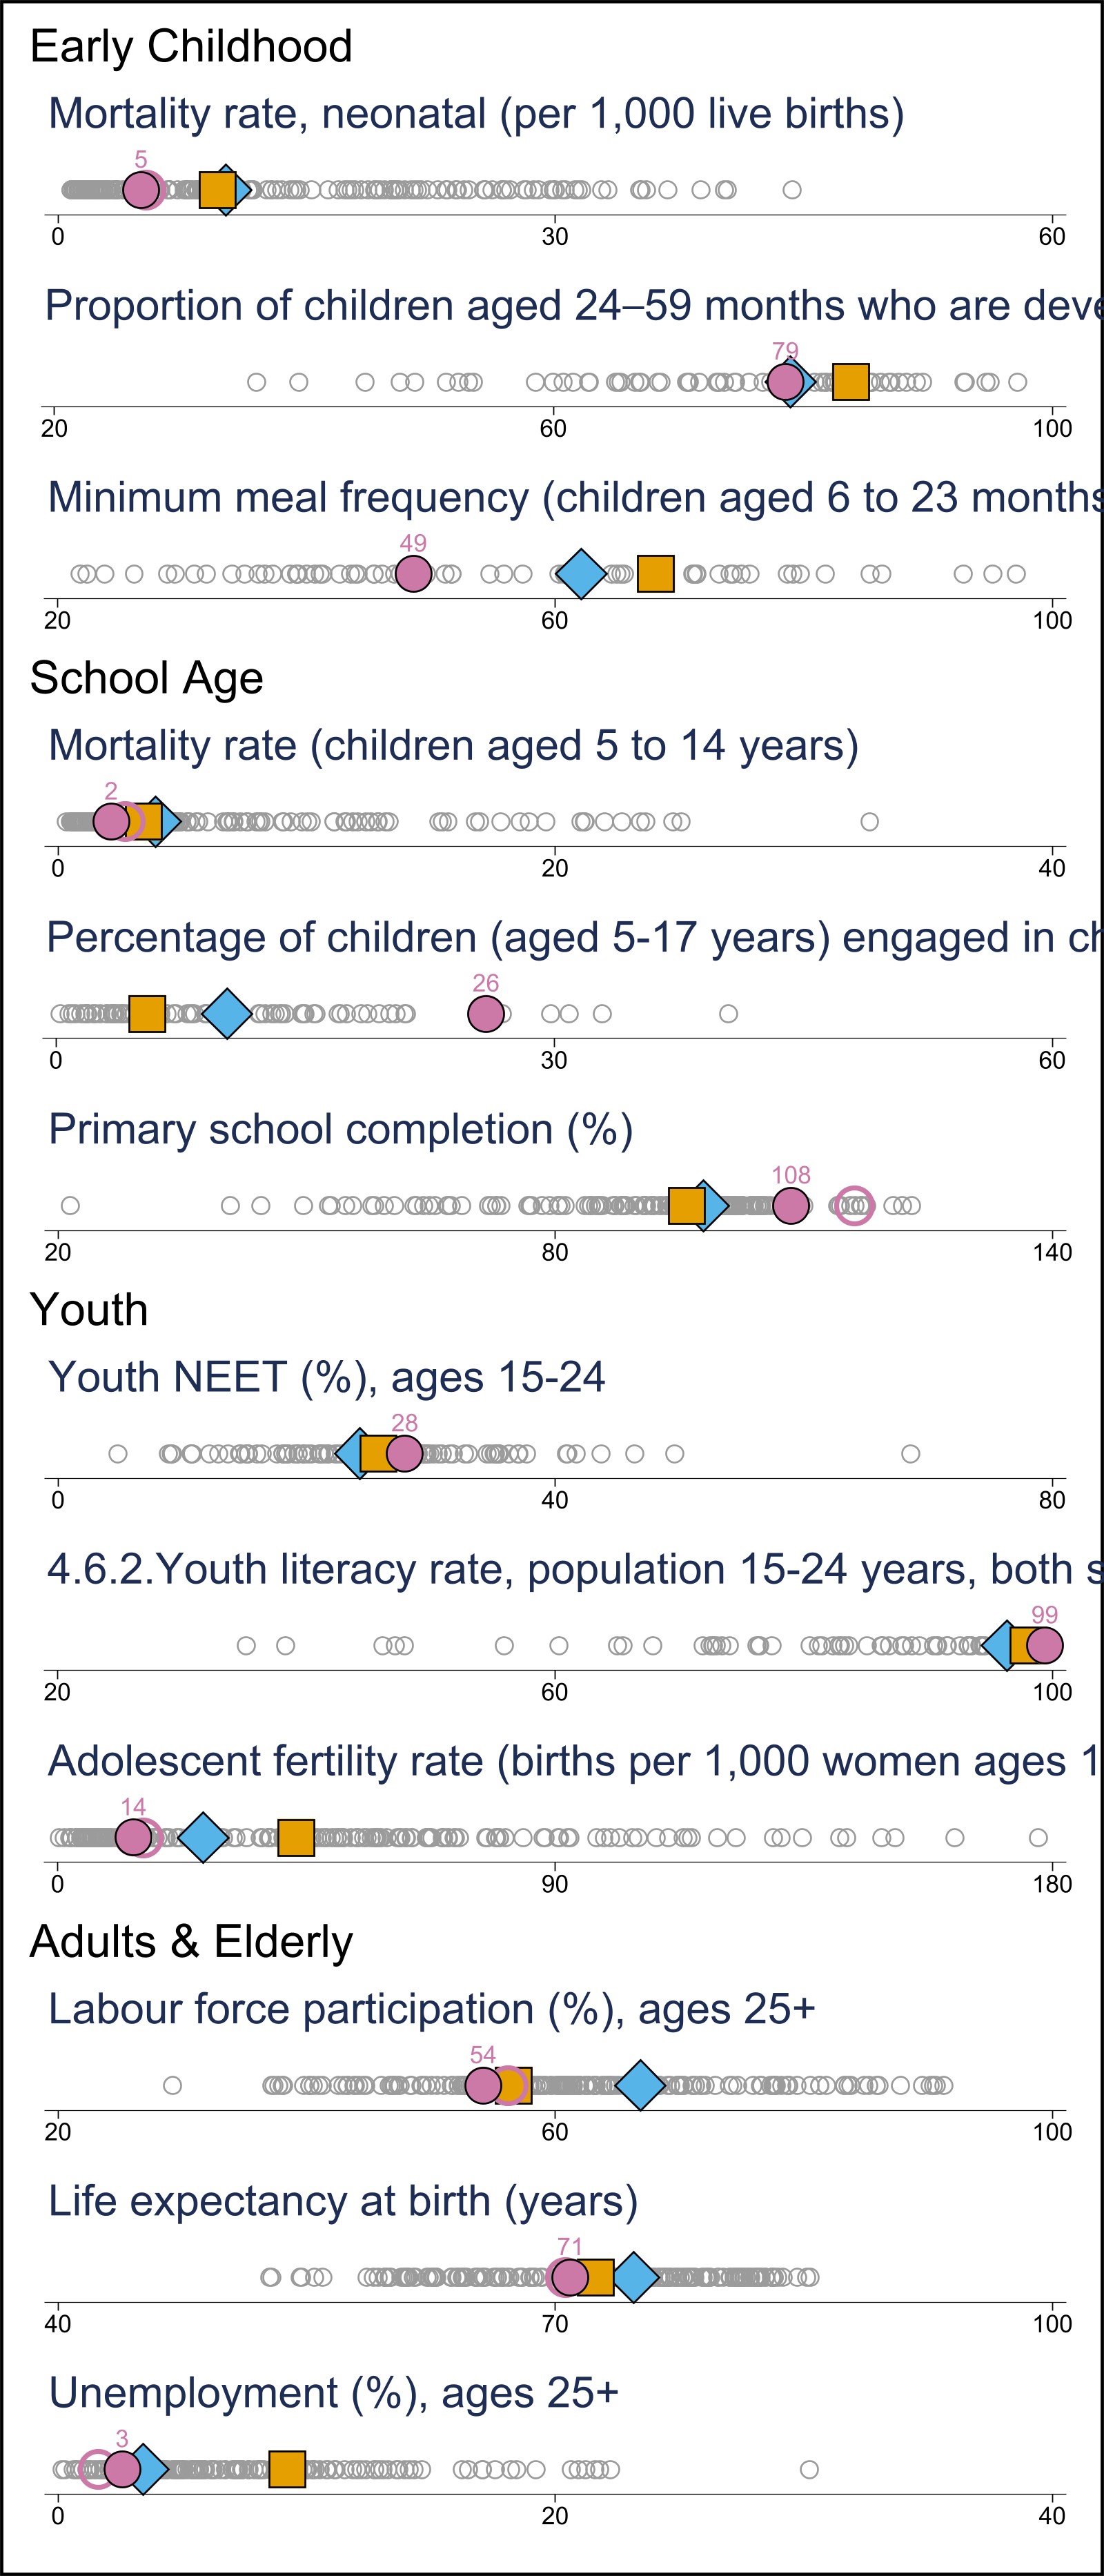 Early Childhood
Mortality rate, neonatal (per 1,000 live births)
5
0 30 60
Proportion of children aged 24–59 months who are deve
79
20 60 100
Minimum meal frequency (children aged 6 to 23 months
49
20 60 100
School Age
Mortality rate (children aged 5 to 14 years)
2
0 20 40
Percentage of children (aged 5-17 years) engaged in ch
26
0 30 60
Primary school completion (%)
108
20 80 140
Youth
Youth NEET (%), ages 15-24
28
0 40 80
4.6.2.Youth literacy rate, population 15-24 years, both s
99
20 60 100
Adolescent fertility rate (births per 1,000 women ages 1
14
0 90 180
Adults & Elderly
Labour force participation (%), ages 25+
54
20 60 100
Life expectancy at birth (years)
71
40 70 100
Unemployment (%), ages 25+
3
0 20 40